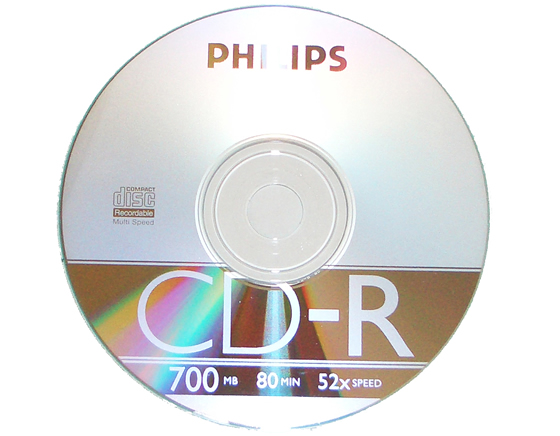 PHILIPS
COMPACT
disc
Recordable
Multi Speed
CD-R
700 MB 80 MIN 52x SPEED